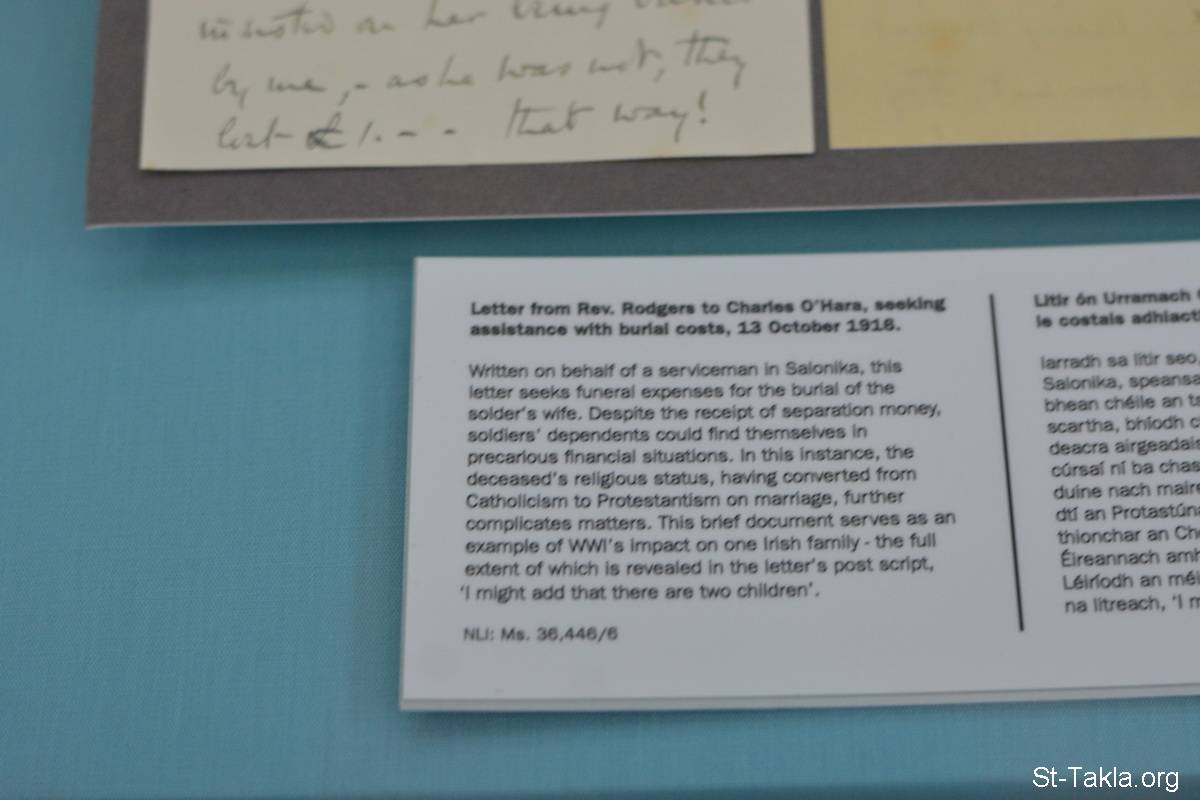 on her being
by me, - as he was not, they
lost £1. - - that way!
Letter from Rev. Rodgers to Charles O'Hara, seeking
assistance with burial costs, 13 October 1918.
Written on behalf of a serviceman in Salonika, this
letter seeks funeral expenses for the burial of the
solder's wife. Despite the receipt of separation money,
soldiers' dependents could find themselves in
precarious financial situations. In this instance, the
deceased's religious status, having converted from
Catholicism to Protestantism on marriage, further
complicates matters. This brief document serves as an
example of WWI's impact on one Irish family - the full
extent of which is revealed in the letter's post script,
'I might add that there are two children'.
NLI: Ms. 36,446/6
Litir ón Urramach
le costais adhlact
Iarradh sa litir seo,
Salonika, speansa
bhean chéile an ta
scartha, bhíodh c
deacra airgeadais
cúrsaí ní ba chas
duine nach maire
dtí an Protastúna
thionchar an Ch
Éireannach amh
Léiríodh an méi
na litreach, 'I m
St-Takla.org